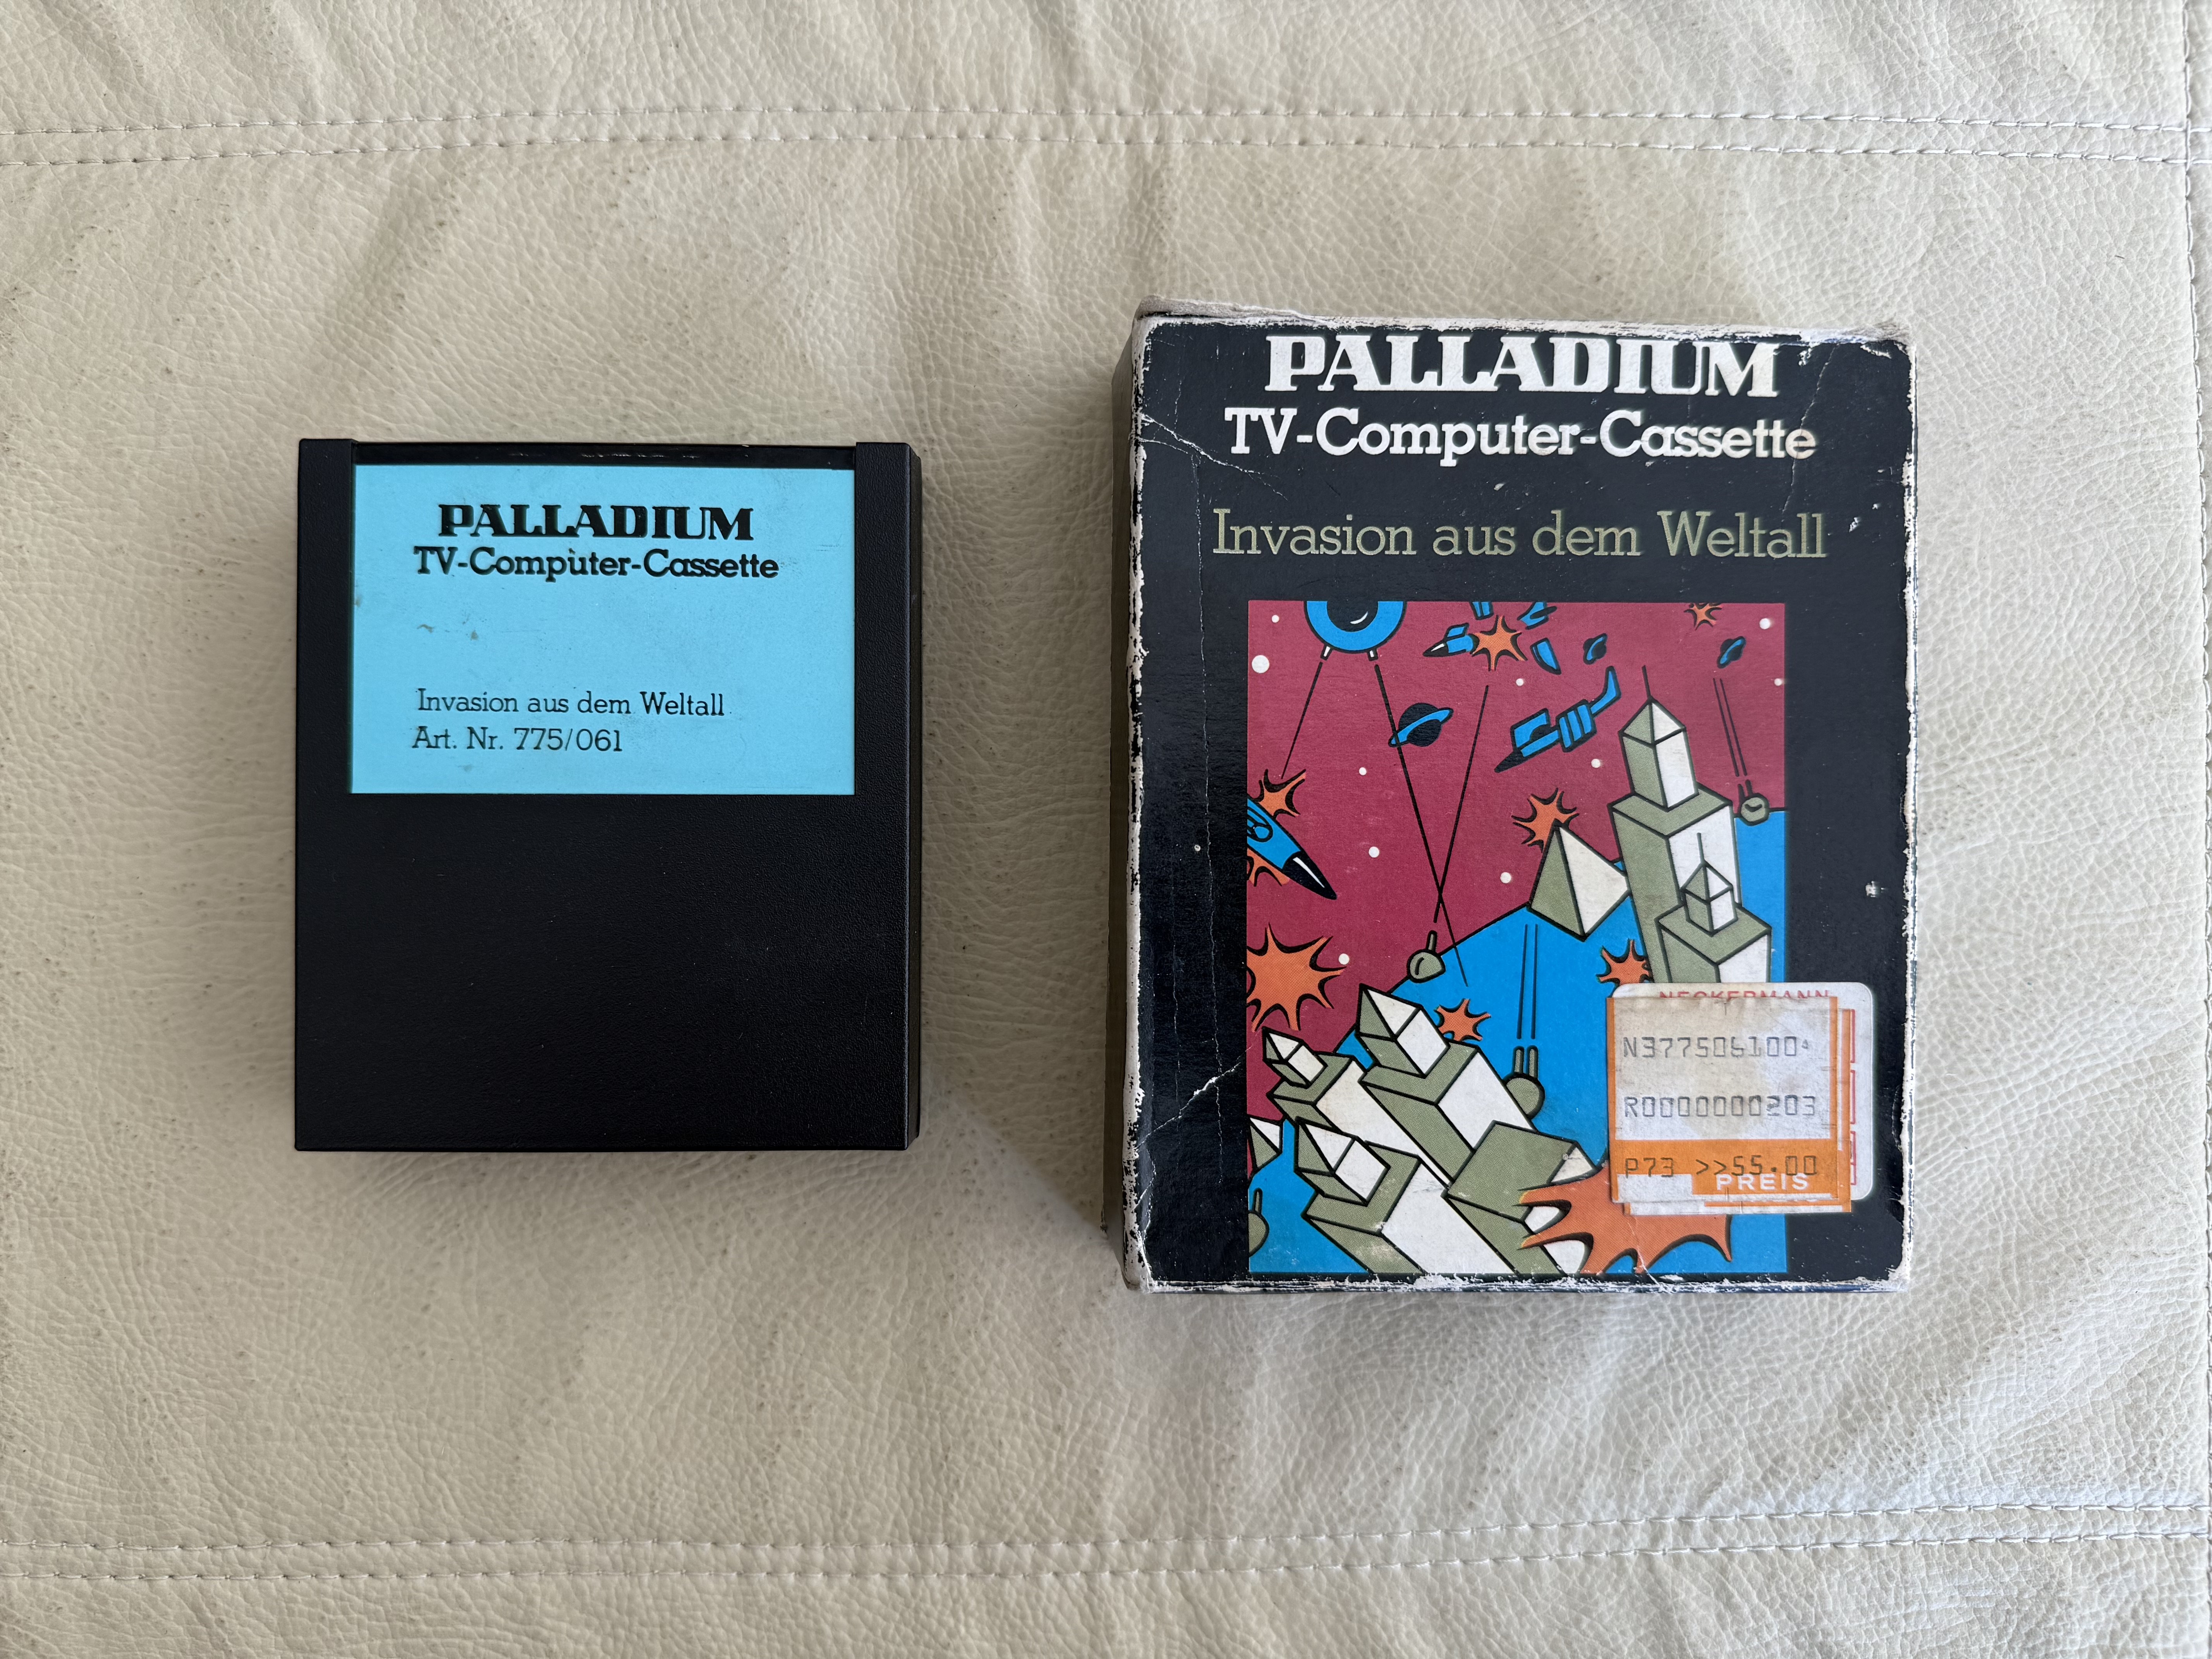 PALLADIUM
TV-Computer-Cassette
Invasion aus dem Weltall
Art. Nr. 775/061
PALLADIUM
TV-Computer-Cassette
Invasion aus dem Weltall
NECKERMANN
N377506100
R0000000203
P73 >>55.00
PREIS